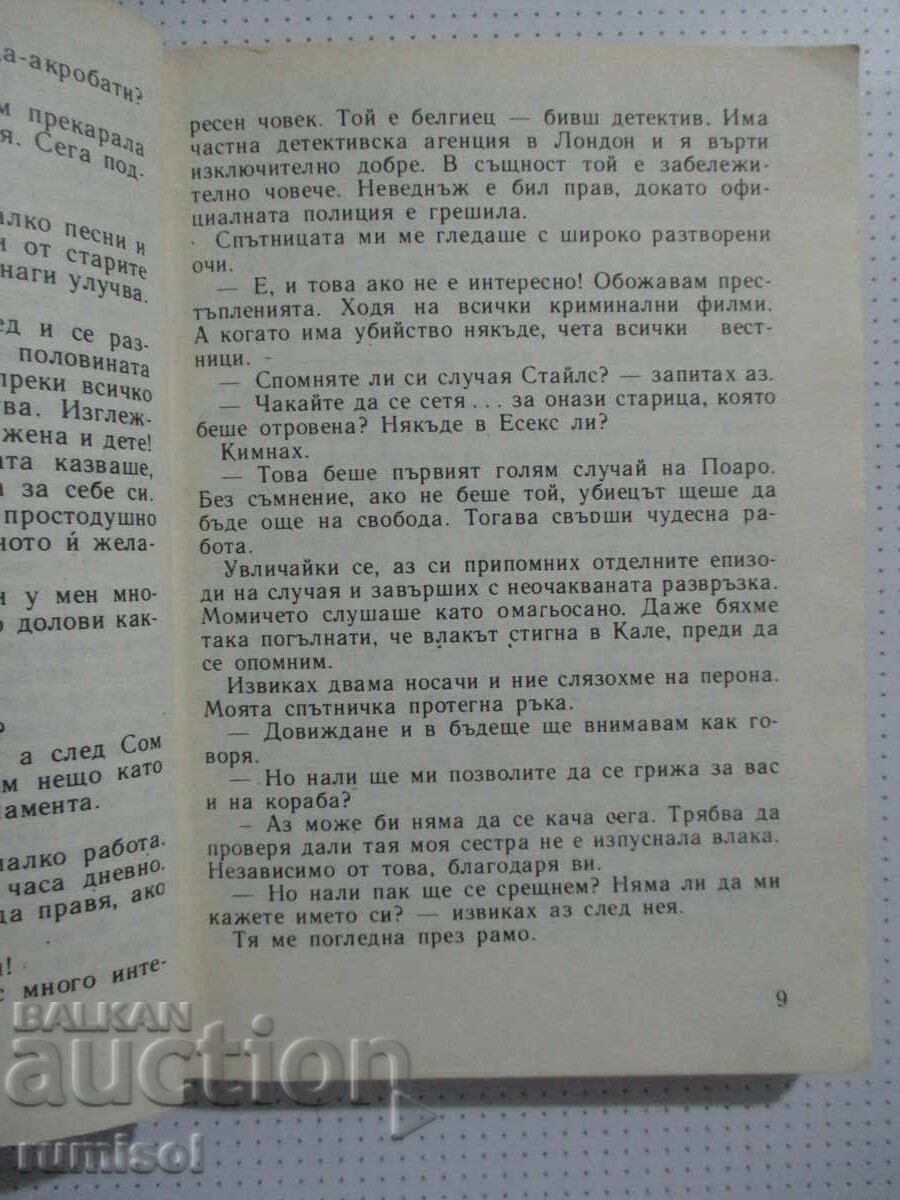 а-акробати?
м прекарала
я. Сега под-
алко песни и
и от старите
наги улучва.
ед и се раз-
половината
преки всичко
ва. Изглеж-
жена и дете!
ата казваше,
а за себе си.
простодушно
ното ѝ жела-
и у мен мно-
о долови как-
?
а след Сом
м нещо като
ламента.
малко работа.
часа дневно.
да правя, ако
и!
с много инте-
ресен човек. Той е белгиец — бивш детектив. Има
частна детективска агенция в Лондон и я върти
изключително добре. В същност той е забележи-
телно човече. Неведнъж е бил прав, докато офи-
циалната полиция е грешила.
Спътницата ми ме гледаше с широко разтворени
очи.
— Е, и това ако не е интересно! Обожавам прес-
тъпленията. Ходя на всички криминални филми.
А когато има убийство някъде, чета всички вест-
ници.
— Спомняте ли си случая Стайлс? — запитах аз.
— Чакайте да се сетя... за онази старица, която
беше отровена? Някъде в Есекс ли?
Кимнах.
— Това беше първият голям случай на Поаро.
Без съмнение, ако не беше той, убиецът щеше да
бъде още на свобода. Тогава свърши чудесна ра-
бота.
Увличайки се, аз си припомних отделните епизо-
ди на случая и завърших с неочакваната развръзка.
Момичето слушаше като омагьосано. Даже бяхме
така погълнати, че влакът стигна в Кале, преди да
се опомним.
Извиках двама носачи и ние слязохме на перона.
Моята спътничка протегна ръка.
— Довиждане и в бъдеще ще внимавам как го-
воря.
— Но нали ще ми позволите да се грижа за вас
и на кораба?
— Аз може би няма да се кача сега. Трябва да
проверя дали тая моя сестра не е изпуснала влака.
Независимо от това, благодаря ви.
— Но нали пак ще се срещнем? Няма ли да ми
кажете името си? — извиках аз след нея.
Тя ме погледна през рамо.
9
BALKAN
auction
rumisol